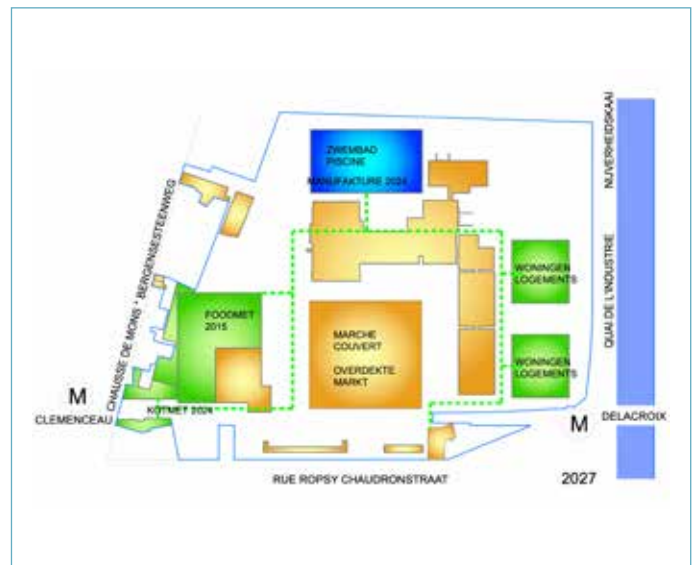 ZWEMBAD
PISCINE
MANUFAKTURE 2024
NIJVERHEIDSKAAI
QUAI DE L'INDUSTRIE
CHAUSSE DE MONS * BERGENSESTEENWEG
FOODMET
2015
MARCHE
COUVERT
OVERDEKTE
MARKT
WONINGEN
LOGEMENTS
WONINGEN
LOGEMENTS
M
CLEMENCEAU
KOTMET 2024
M
DELACROIX
RUE ROPSY CHAUDRONSTRAAT
2027